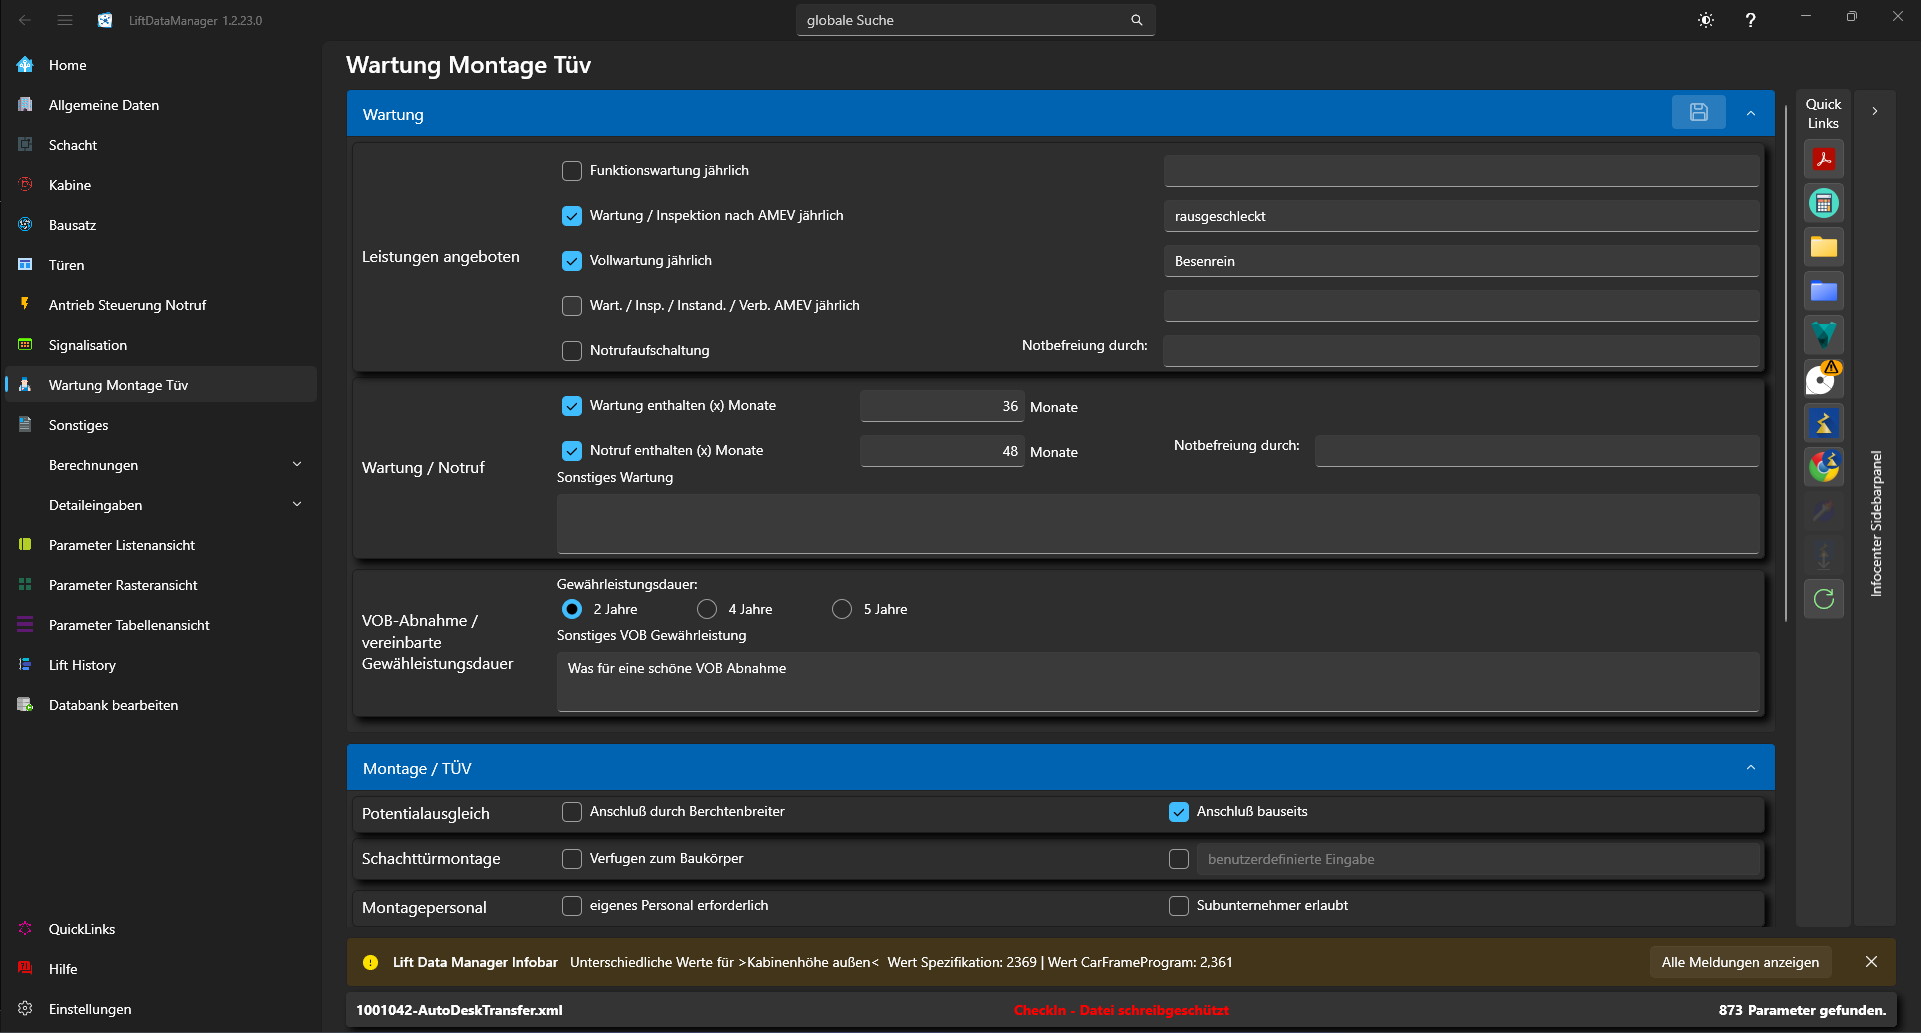 LiftDataManager 1.2.23.0
globale Suche
?
Home
Allgemeine Daten
Schacht
Kabine
Bausatz
Türen
Antrieb Steuerung Notruf
Signalisation
Wartung Montage Tüv
Sonstiges
Berechnungen
Detaileingaben
Parameter Listenansicht
Parameter Rasteransicht
Parameter Tabellenansicht
Lift History
Databank bearbeiten
QuickLinks
Hilfe
Einstellungen
Wartung Montage Tüv
Wartung
Leistungen angeboten
Funktionswartung jährlich
Wartung / Inspektion nach AMEV jährlich
rausgeschleckt
Vollwartung jährlich
Besenrein
Wart. / Insp. / Instand. / Verb. AMEV jährlich
Notrufaufschaltung
Notbefreiung durch:
Wartung / Notruf
Wartung enthalten (x) Monate
36
Monate
Notruf enthalten (x) Monate
48
Monate
Notbefreiung durch:
Sonstiges Wartung
VOB-Abnahme /
vereinbarte
Gewähleistungsdauer
Gewährleistungsdauer:
2 Jahre
4 Jahre
5 Jahre
Sonstiges VOB Gewährleistung
Was für eine schöne VOB Abnahme
Montage / TÜV
Potentialausgleich
Anschluß durch Berchtenbreiter
Anschluß bauseits
Schachttürmontage
Verfugen zum Baukörper
benutzerdefinierte Eingabe
Montagepersonal
eigenes Personal erforderlich
Subunternehmer erlaubt
Quick
Links
Infocenter Sidebarpanel
Lift Data Manager Infobar Unterschiedliche Werte für >Kabinenhöhe außen< Wert Spezifikation: 2369 | Wert CarFrameProgram: 2,361
Alle Meldungen anzeigen
1001042-AutoDeskTransfer.xml
CheckIn - Datei schreibgeschützt
873 Parameter gefunden.